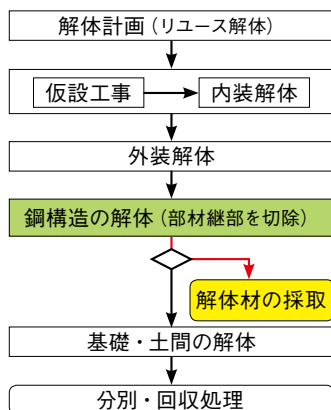 解体計画（リユース解体）
仮設工事
内装解体
外装解体
鋼構造の解体（部材継部を切除）
解体材の採取
基礎・土間の解体
分別・回収処理